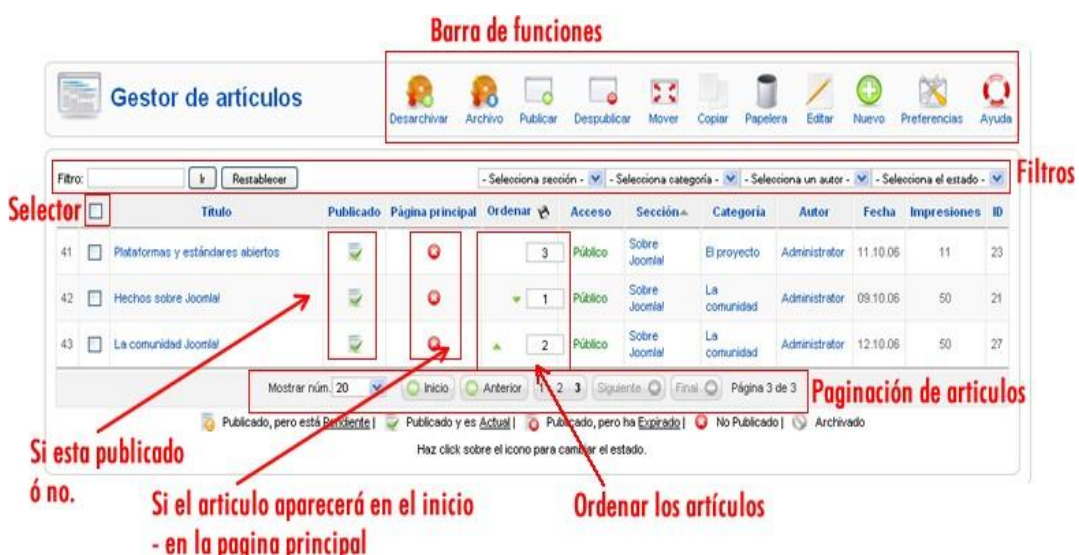 Barra de funciones
Gestor de artículos
Desarchivar Archivo Publicar Despublicar Mover Copiar Papelera Editar Nuevo Preferencias Ayuda
Filtro: Ir Restablecer - Selecciona sección - - Selecciona categoría - - Selecciona un autor - - Selecciona el estado - Filtros
Selector Título Publicado Página principal Ordenar Acceso Sección Categoría Autor Fecha Impresiones ID
41 Plataformas y estándares abiertos 3 Público Sobre Joomla! El proyecto Administrator 11.10.06 11 23
42 Hechos sobre Joomla! 1 Público Sobre Joomla! La comunidad Administrator 09.10.06 50 21
43 La comunidad Joomla! 2 Público Sobre Joomla! La comunidad Administrator 12.10.06 50 27
Mostrar núm. 20 Inicio Anterior 1 2 3 Siguiente Final Página 3 de 3 Paginación de articulos
Publicado, pero está Pendiente | Publicado y es Actual | Publicado, pero ha Expirado | No Publicado | Archivado
Haz click sobre el icono para cambiar el estado.
Si esta publicado
ó no.
Si el articulo aparecerá en el inicio
- en la pagina principal
Ordenar los artículos